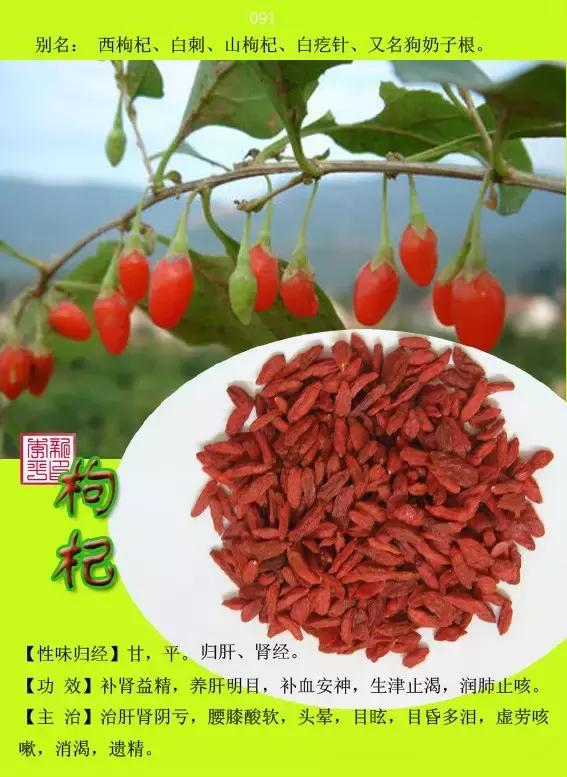 091
别名： 西枸杞、白刺、山枸杞、白疙针、又名狗奶子根。
枸杞
【性味归经】甘，平。归肝、肾经。
【功 效】补肾益精，养肝明目，补血安神，生津止渴，润肺止咳。
【主 治】治肝肾阴亏，腰膝酸软，头晕，目眩，目昏多泪，虚劳咳
嗽，消渴，遗精。